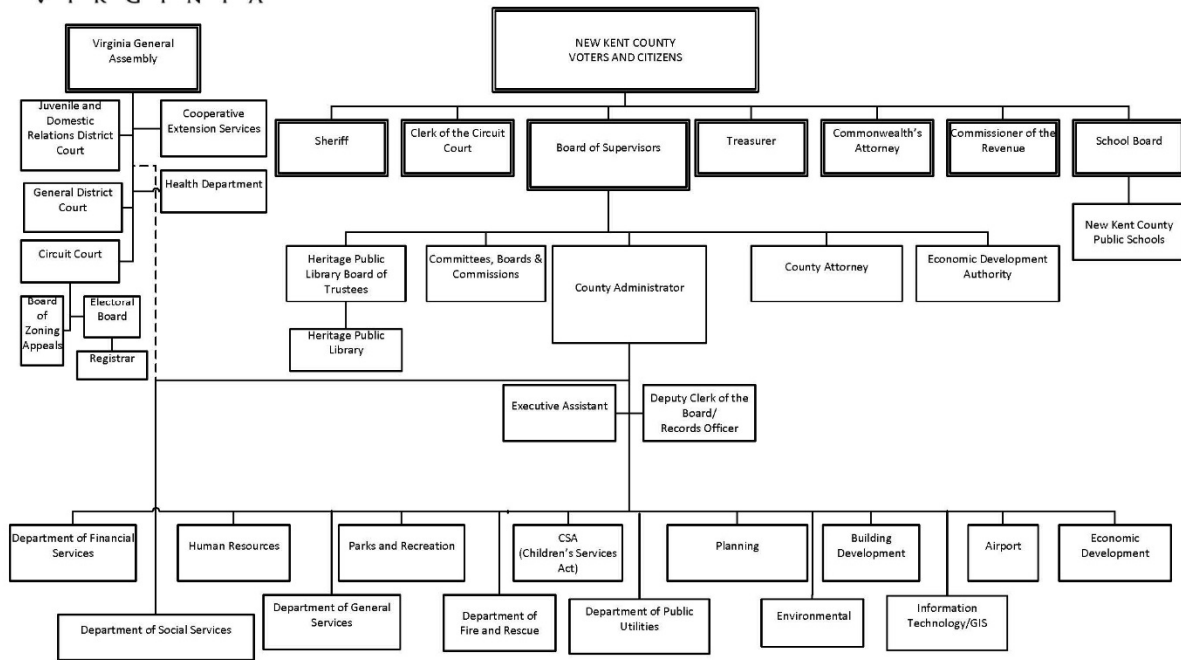 VIRGINIA
Virginia General
Assembly
NEW KENT COUNTY
VOTERS AND CITIZENS
Juvenile and
Domestic
Relations District
Court
Cooperative
Extension Services
Sheriff
Clerk of the Circuit
Court
Board of Supervisors
Treasurer
Commonwealth's
Attorney
Commissioner of the
Revenue
School Board
General District
Court
Health Department
New Kent County
Public Schools
Circuit Court
Heritage Public
Library Board of
Trustees
Committees, Boards &
Commissions
County Administrator
County Attorney
Economic Development
Authority
Board
of
Zoning
Appeals
Electoral
Board
Registrar
Heritage Public
Library
Executive Assistant
Deputy Clerk of the
Board/
Records Officer
Department of Financial
Services
Human Resources
Parks and Recreation
CSA
(Children's Services
Act)
Planning
Building
Development
Airport
Economic
Development
Department of Social Services
Department of General
Services
Department of
Fire and Rescue
Department of Public
Utilities
Environmental
Information
Technology/GIS